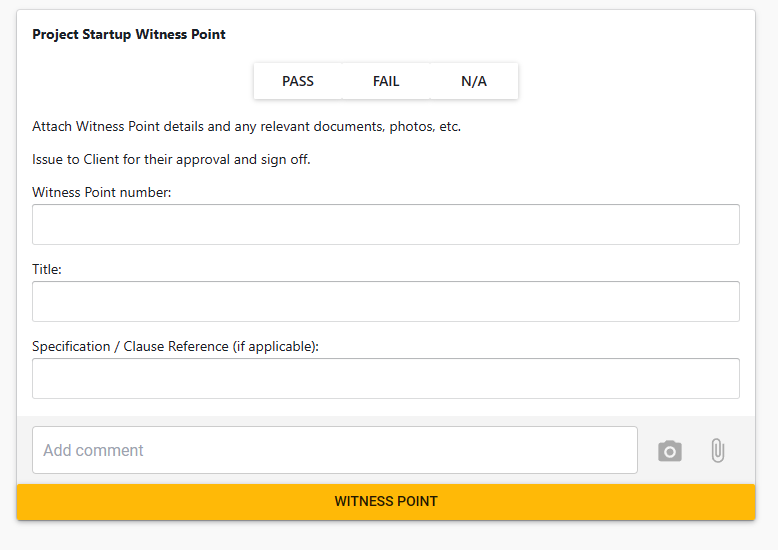 Project Startup Witness Point
PASS FAIL N/A
Attach Witness Point details and any relevant documents, photos, etc.
Issue to Client for their approval and sign off.
Witness Point number:
Title:
Specification / Clause Reference (if applicable):
Add comment
WITNESS POINT